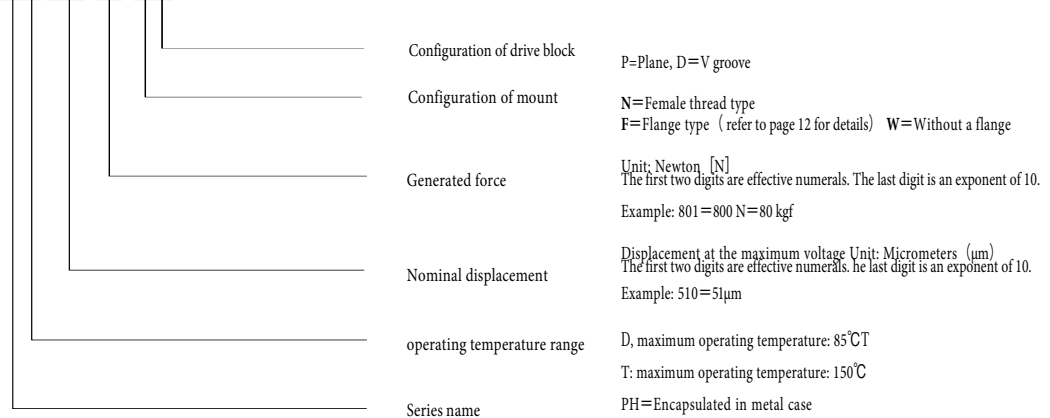 Configuration of drive block
P=Plane, D=V groove
Configuration of mount
N=Female thread type
F=Flange type（refer to page 12 for details） W=Without a flange
Generated force
Unit: Newton［N］
The first two digits are effective numerals. The last digit is an exponent of 10.
Example: 801=800 N=80 kgf
Nominal displacement
Displacement at the maximum voltage Unit: Micrometers（μm）
The first two digits are effective numerals. he last digit is an exponent of 10.
Example: 510=51μm
operating temperature range
D, maximum operating temperature: 85℃T
T: maximum operating temperature: 150℃
Series name
PH=Encapsulated in metal case